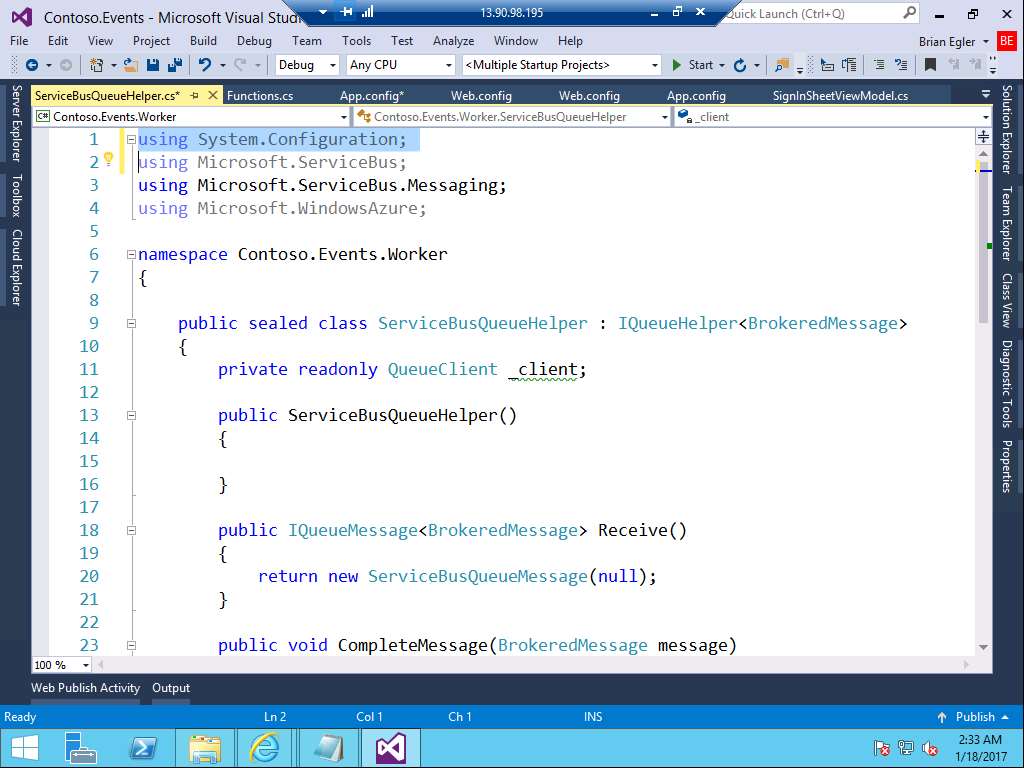 Contoso.Events - Microsoft Visual Studi
13.90.98.195
Quick Launch (Ctrl+Q)
File Edit View Project Build Debug Team Tools Test Analyze Window Help
Brian Egler
BE
Debug Any CPU <Multiple Startup Projects> Start
ServiceBusQueueHelper.cs* Functions.cs App.config* Web.config Web.config App.config SignInSheetViewModel.cs
C# Contoso.Events.Worker Contoso.Events.Worker.ServiceBusQueueHelper _client
1 using System.Configuration;
2 using Microsoft.ServiceBus;
3 using Microsoft.ServiceBus.Messaging;
4 using Microsoft.WindowsAzure;
5
6 namespace Contoso.Events.Worker
7 {
8
9 public sealed class ServiceBusQueueHelper : IQueueHelper<BrokeredMessage>
10 {
11 private readonly QueueClient _client;
12
13 public ServiceBusQueueHelper()
14 {
15
16 }
17
18 public IQueueMessage<BrokeredMessage> Receive()
19 {
20 return new ServiceBusQueueMessage(null);
21 }
22
23 public void CompleteMessage(BrokeredMessage message)
100 %
Server Explorer
Toolbox
Cloud Explorer
Solution Explorer
Team Explorer
Class View
Diagnostic Tools
Properties
Web Publish Activity Output
Ready Ln 2 Col 1 Ch 1 INS Publish
2:33 AM
1/18/2017